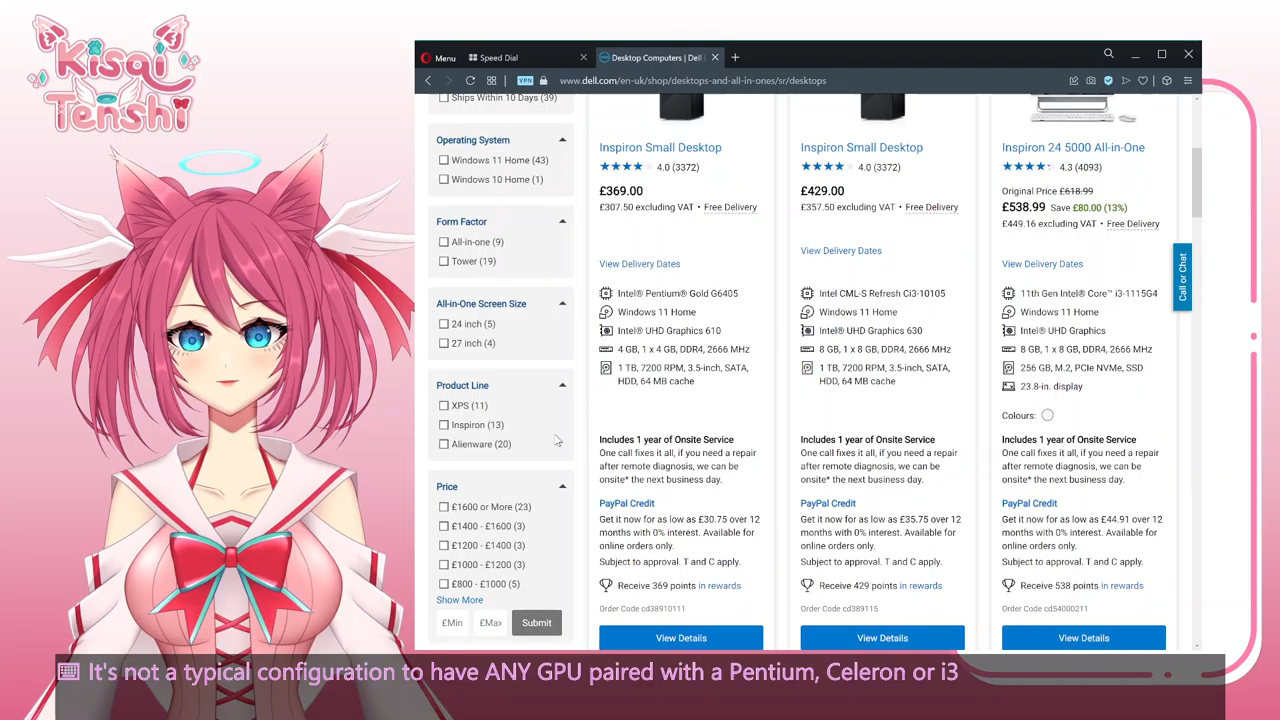 Kisai
Tenshi
Menu
Speed Dial
Desktop Computers | Dell
VPN
www.dell.com/en-uk/shop/desktops-and-all-in-ones/sr/desktops
Ships Within 10 Days (39)
Operating System
Windows 11 Home (43)
Windows 10 Home (1)
Form Factor
All-in-one (9)
Tower (19)
All-in-One Screen Size
24 inch (5)
27 inch (4)
Product Line
XPS (11)
Inspiron (13)
Alienware (20)
Price
£1600 or More (23)
£1400 - £1600 (3)
£1200 - £1400 (3)
£1000 - £1200 (3)
£800 - £1000 (5)
Show More
£Min
£Max
Submit
Inspiron Small Desktop
4.0 (3372)
£369.00
£307.50 excluding VAT • Free Delivery
View Delivery Dates
Intel® Pentium® Gold G6405
Windows 11 Home
Intel® UHD Graphics 610
4 GB, 1 x 4 GB, DDR4, 2666 MHz
1 TB, 7200 RPM, 3.5-inch, SATA,
HDD, 64 MB cache
Includes 1 year of Onsite Service
One call fixes it all, if you need a repair
after remote diagnosis, we can be
onsite* the next business day.
PayPal Credit
Get it now for as low as £30.75 over 12
months with 0% interest. Available for
online orders only.
Subject to approval. T and C apply.
Receive 369 points in rewards
Order Code cd38910111
View Details
Inspiron Small Desktop
4.0 (3372)
£429.00
£357.50 excluding VAT • Free Delivery
View Delivery Dates
Intel CML-S Refresh Ci3-10105
Windows 11 Home
Intel® UHD Graphics 630
8 GB, 1 x 8 GB, DDR4, 2666 MHz
1 TB, 7200 RPM, 3.5-inch, SATA,
HDD, 64 MB cache
Includes 1 year of Onsite Service
One call fixes it all, if you need a repair
after remote diagnosis, we can be
onsite* the next business day.
PayPal Credit
Get it now for as low as £35.75 over 12
months with 0% interest. Available for
online orders only.
Subject to approval. T and C apply.
Receive 429 points in rewards
Order Code cd389115
View Details
Inspiron 24 5000 All-in-One
4.3 (4093)
Original Price £618.99
£538.99 Save £80.00 (13%)
£449.16 excluding VAT • Free Delivery
View Delivery Dates
11th Gen Intel® Core™ i3-1115G4
Windows 11 Home
Intel® UHD Graphics
8 GB, 1 x 8 GB, DDR4, 2666 MHz
256 GB, M.2, PCIe NVMe, SSD
23.8-in. display
Colours:
Includes 1 year of Onsite Service
One call fixes it all, if you need a repair
after remote diagnosis, we can be
onsite* the next business day.
PayPal Credit
Get it now for as low as £44.91 over 12
months with 0% interest. Available for
online orders only.
Subject to approval. T and C apply.
Receive 538 points in rewards
Order Code cd54000211
View Details
Call or Chat
It's not a typical configuration to have ANY GPU paired with a Pentium, Celeron or i3